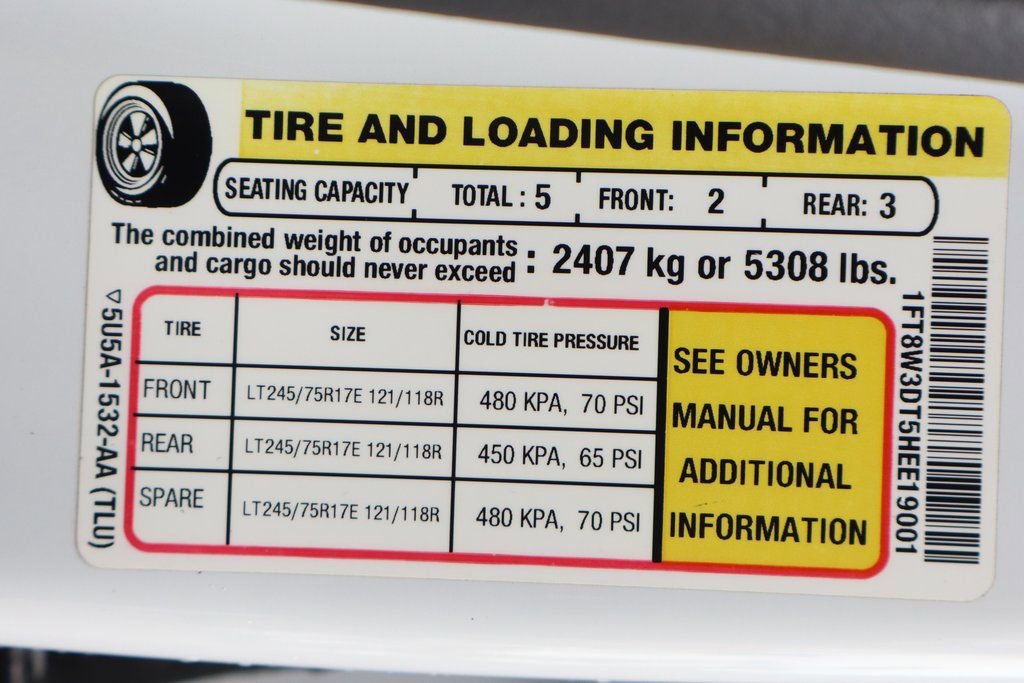 TIRE AND LOADING INFORMATION
SEATING CAPACITY TOTAL : 5 FRONT: 2 REAR: 3
The combined weight of occupants
and cargo should never exceed : 2407 kg or 5308 lbs.
TIRE SIZE COLD TIRE PRESSURE
FRONT LT245/75R17E 121/118R 480 KPA, 70 PSI
REAR LT245/75R17E 121/118R 450 KPA, 65 PSI
SPARE LT245/75R17E 121/118R 480 KPA, 70 PSI
SEE OWNERS
MANUAL FOR
ADDITIONAL
INFORMATION
5U5A-1532-AA (TLU)
1FT8W3DT5HEE19001